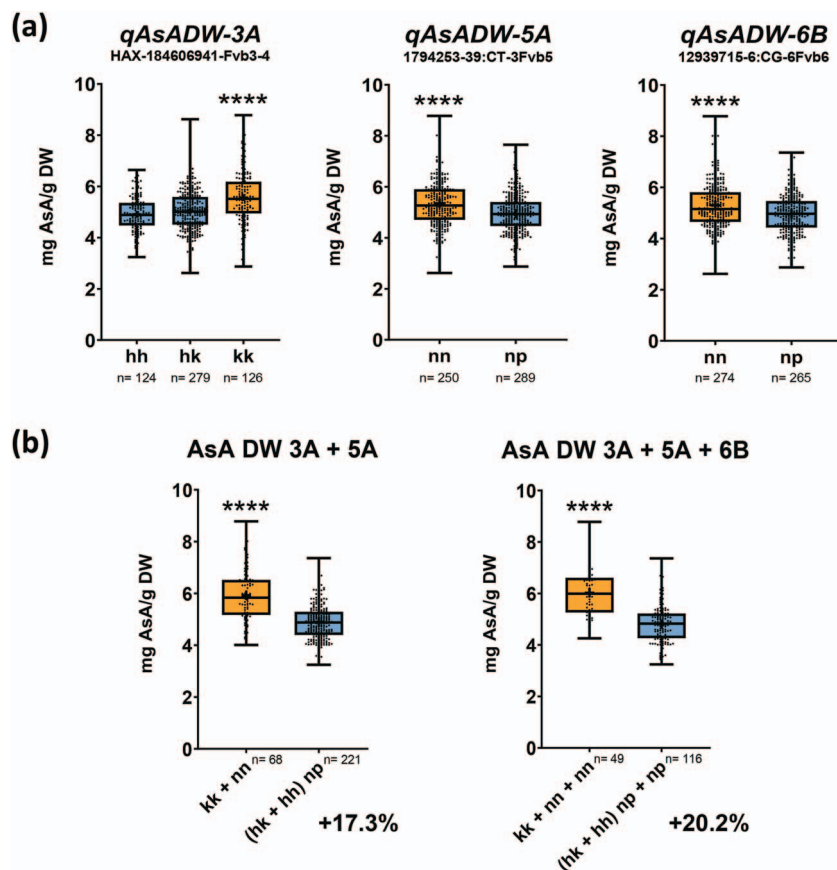 (a)
qAsADW-3A
HAX-184606941-Fvb3-4
****
mg AsA/g DW
10
8
6
4
2
0
hh hk kk
n= 124 n= 279 n= 126
qAsADW-5A
1794253-39:CT-3Fvb5
****
mg AsA/g DW
10
8
6
4
2
0
nn np
n= 250 n= 289
qAsADW-6B
12939715-6:CG-6Fvb6
****
mg AsA/g DW
10
8
6
4
2
0
nn np
n= 274 n= 265
(b)
AsA DW 3A + 5A
****
mg AsA/g DW
10
8
6
4
2
0
kk + nn n= 68
(hk + hh) np n= 221
+17.3%
AsA DW 3A + 5A + 6B
****
mg AsA/g DW
10
8
6
4
2
0
kk + nn + nn n= 49
(hk + hh) np + np n= 116
+20.2%